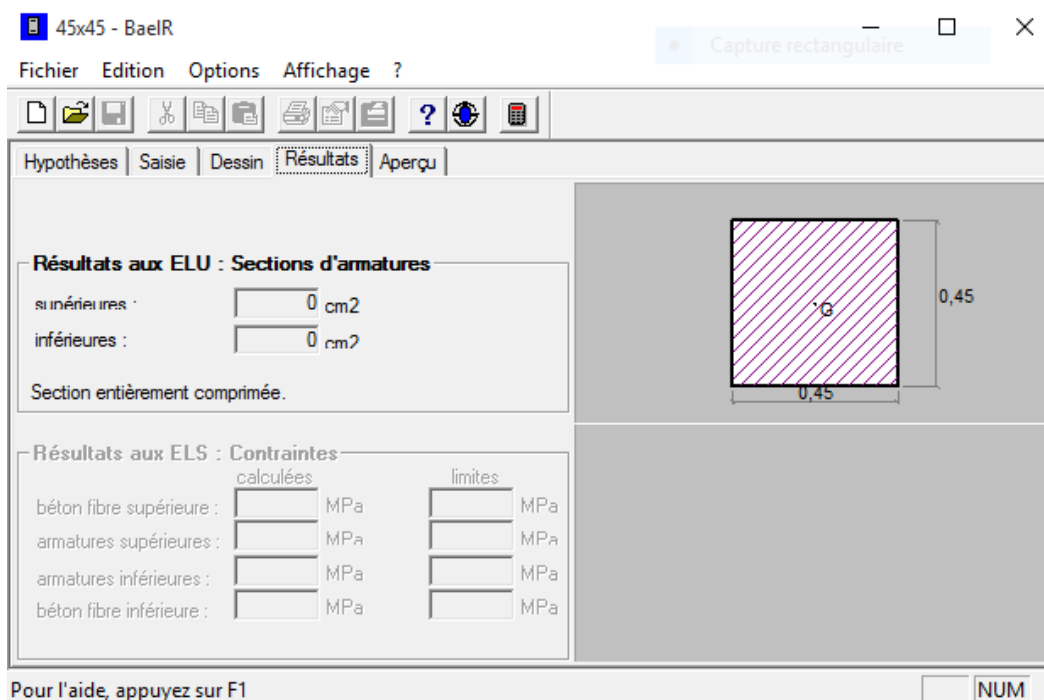 45x45 - BaelR
Capture rectangulaire
Fichier Edition Options Affichage ?
Hypothèses Saisie Dessin Résultats Aperçu
Résultats aux ELU : Sections d'armatures
supérieures : 0 cm2
inférieures : 0 cm2
Section entièrement comprimée.
G
0,45
0,45
Résultats aux ELS : Contraintes
calculées limites
béton fibre supérieure : MPa MPa
armatures supérieures : MPa MPa
armatures inférieures : MPa MPa
béton fibre inférieure : MPa MPa
Pour l'aide, appuyez sur F1
NUM